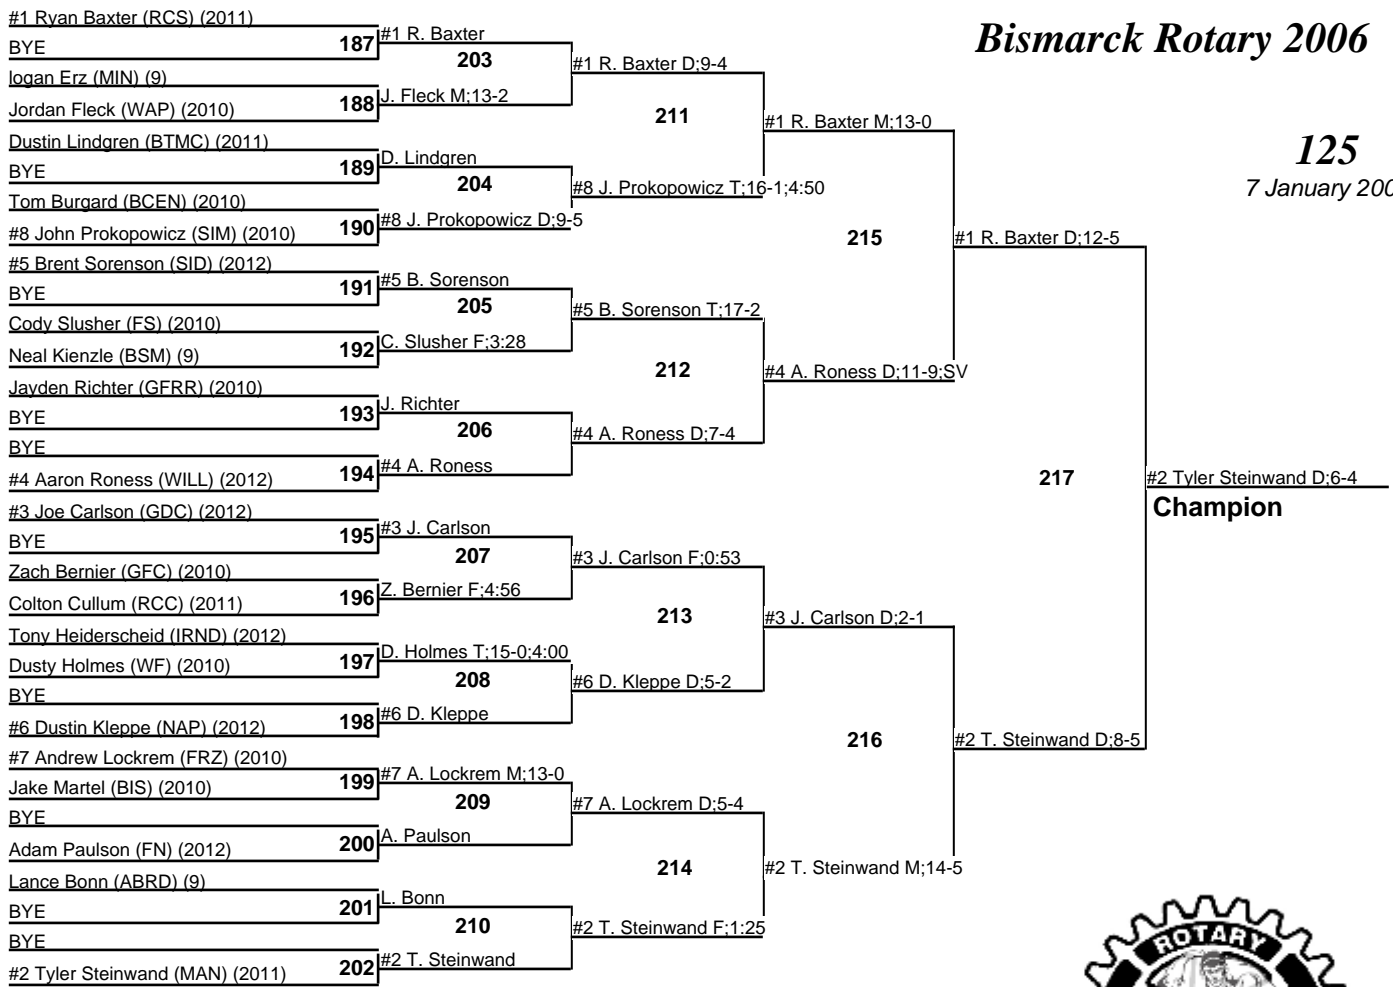 Bismarck Rotary 2006
125
7 January 200
#1 Ryan Baxter (RCS) (2011)
BYE
logan Erz (MIN) (9)
Jordan Fleck (WAP) (2010)
Dustin Lindgren (BTMC) (2011)
BYE
Tom Burgard (BCEN) (2010)
#8 John Prokopowicz (SIM) (2010)
#5 Brent Sorenson (SID) (2012)
BYE
Cody Slusher (FS) (2010)
Neal Kienzle (BSM) (9)
Jayden Richter (GFRR) (2010)
BYE
BYE
#4 Aaron Roness (WILL) (2012)
#3 Joe Carlson (GDC) (2012)
BYE
Zach Bernier (GFC) (2010)
Colton Cullum (RCC) (2011)
Tony Heiderscheid (IRND) (2012)
Dusty Holmes (WF) (2010)
BYE
#6 Dustin Kleppe (NAP) (2012)
#7 Andrew Lockrem (FRZ) (2010)
Jake Martel (BIS) (2010)
BYE
Adam Paulson (FN) (2012)
Lance Bonn (ABRD) (9)
BYE
BYE
#2 Tyler Steinwand (MAN) (2011)
187
188
189
190
191
192
193
194
195
196
197
198
199
200
201
202
#1 R. Baxter
J. Fleck M;13-2
D. Lindgren
#8 J. Prokopowicz D;9-5
#5 B. Sorenson
C. Slusher F;3:28
J. Richter
#4 A. Roness
#3 J. Carlson
Z. Bernier F;4:56
D. Holmes T;15-0;4:00
#6 D. Kleppe
#7 A. Lockrem M;13-0
A. Paulson
L. Bonn
#2 T. Steinwand
203
204
205
206
207
208
209
210
#1 R. Baxter D;9-4
#8 J. Prokopowicz T;16-1;4:50
#5 B. Sorenson T;17-2
#4 A. Roness D;7-4
#3 J. Carlson F;0:53
#6 D. Kleppe D;5-2
#7 A. Lockrem D;5-4
#2 T. Steinwand F;1:25
211
212
213
214
#1 R. Baxter M;13-0
#4 A. Roness D;11-9;SV
#3 J. Carlson D;2-1
#2 T. Steinwand M;14-5
215
216
#1 R. Baxter D;12-5
#2 T. Steinwand D;8-5
217
#2 Tyler Steinwand D;6-4
Champion
ROTARY